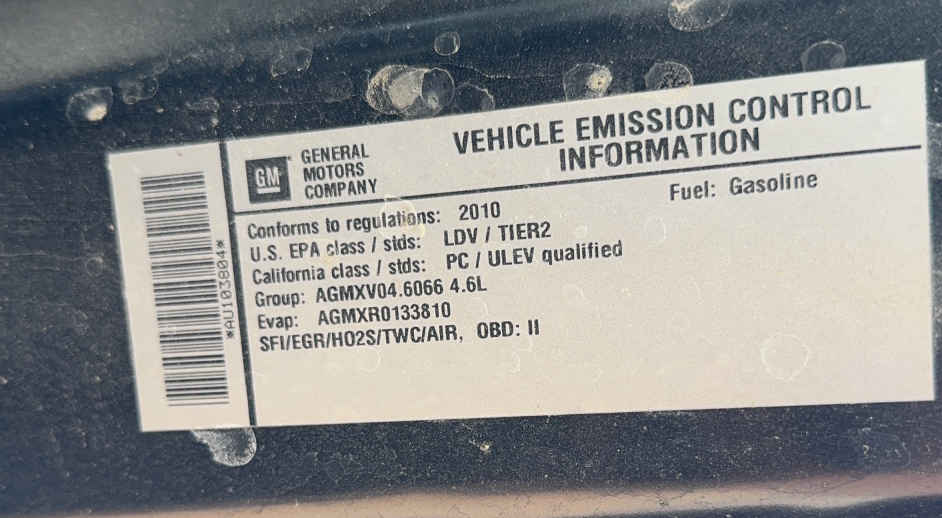 GM
GENERAL
MOTORS
COMPANY
VEHICLE EMISSION CONTROL
INFORMATION
Fuel: Gasoline
Conforms to regulations: 2010
U.S. EPA class / stds: LDV / TIER2
California class / stds: PC / ULEV qualified
Group: AGMXV04.6066 4.6L
Evap: AGMXR0133810
SFI/EGR/HO2S/TWC/AIR, OBD: II
*AU103804*